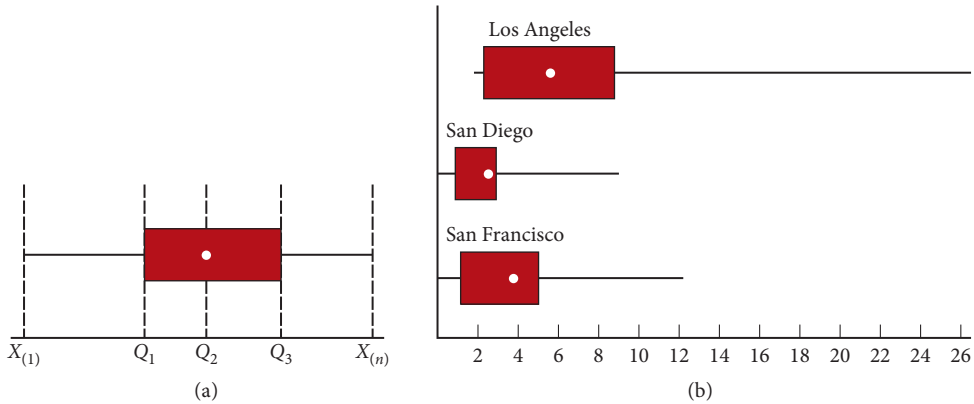 X(1) Q1 Q2 Q3 X(n)
(a)
Los Angeles
San Diego
San Francisco
2 4 6 8 10 12 14 16 18 20 22 24 26
(b)